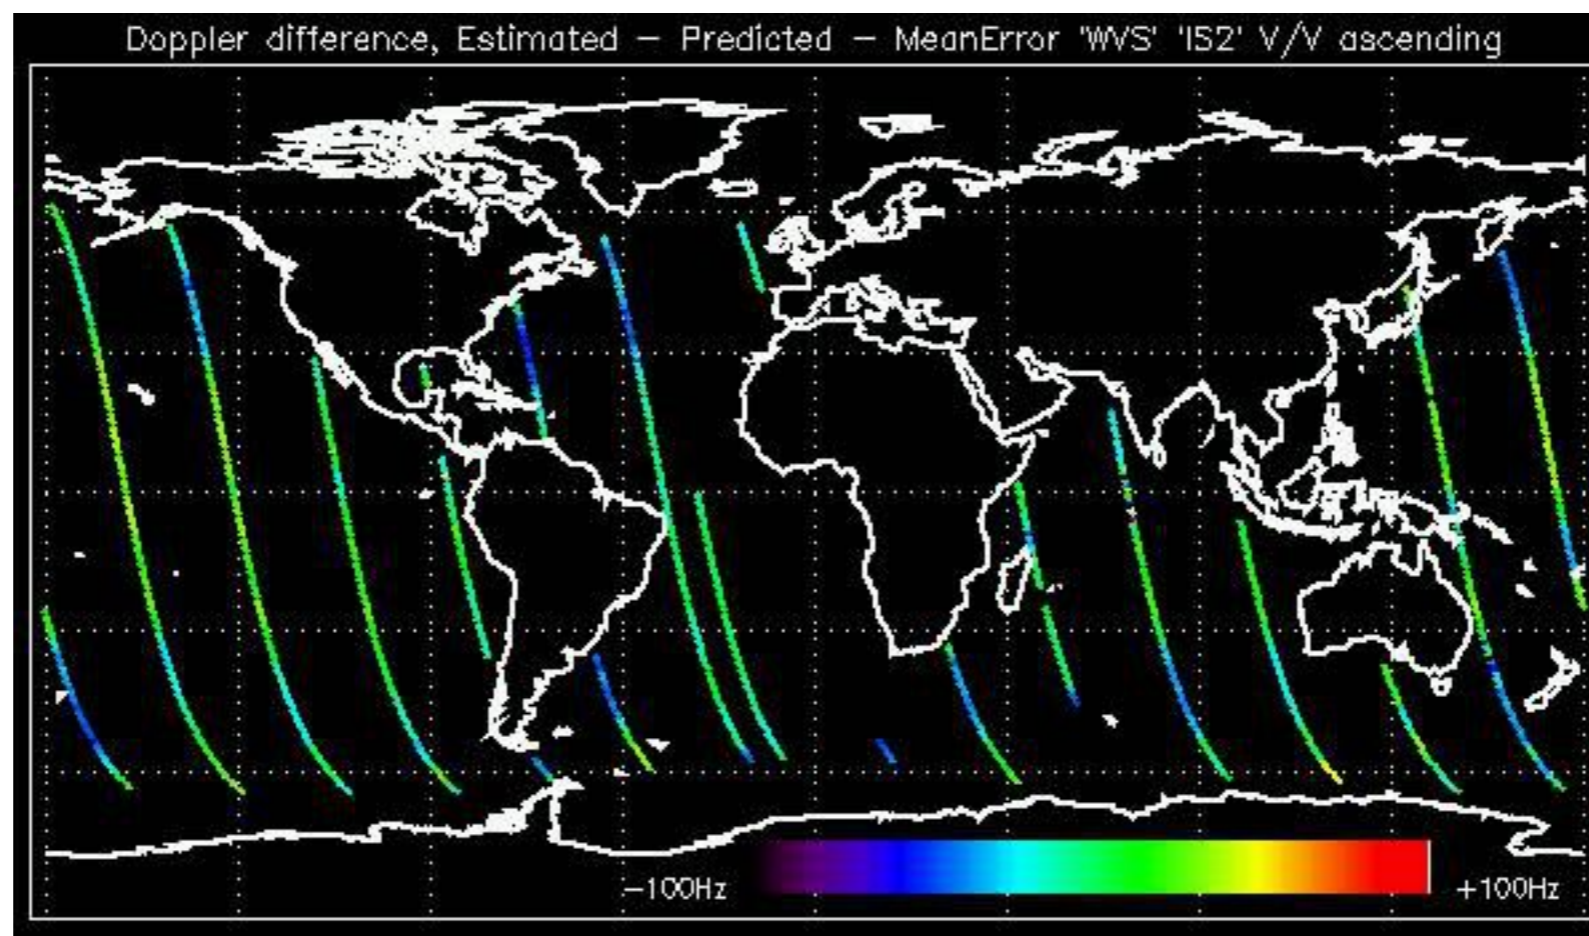 Doppler difference, Estimated – Predicted – MeanError 'WVS' 'IS2' V/V ascending
–100Hz
+100Hz